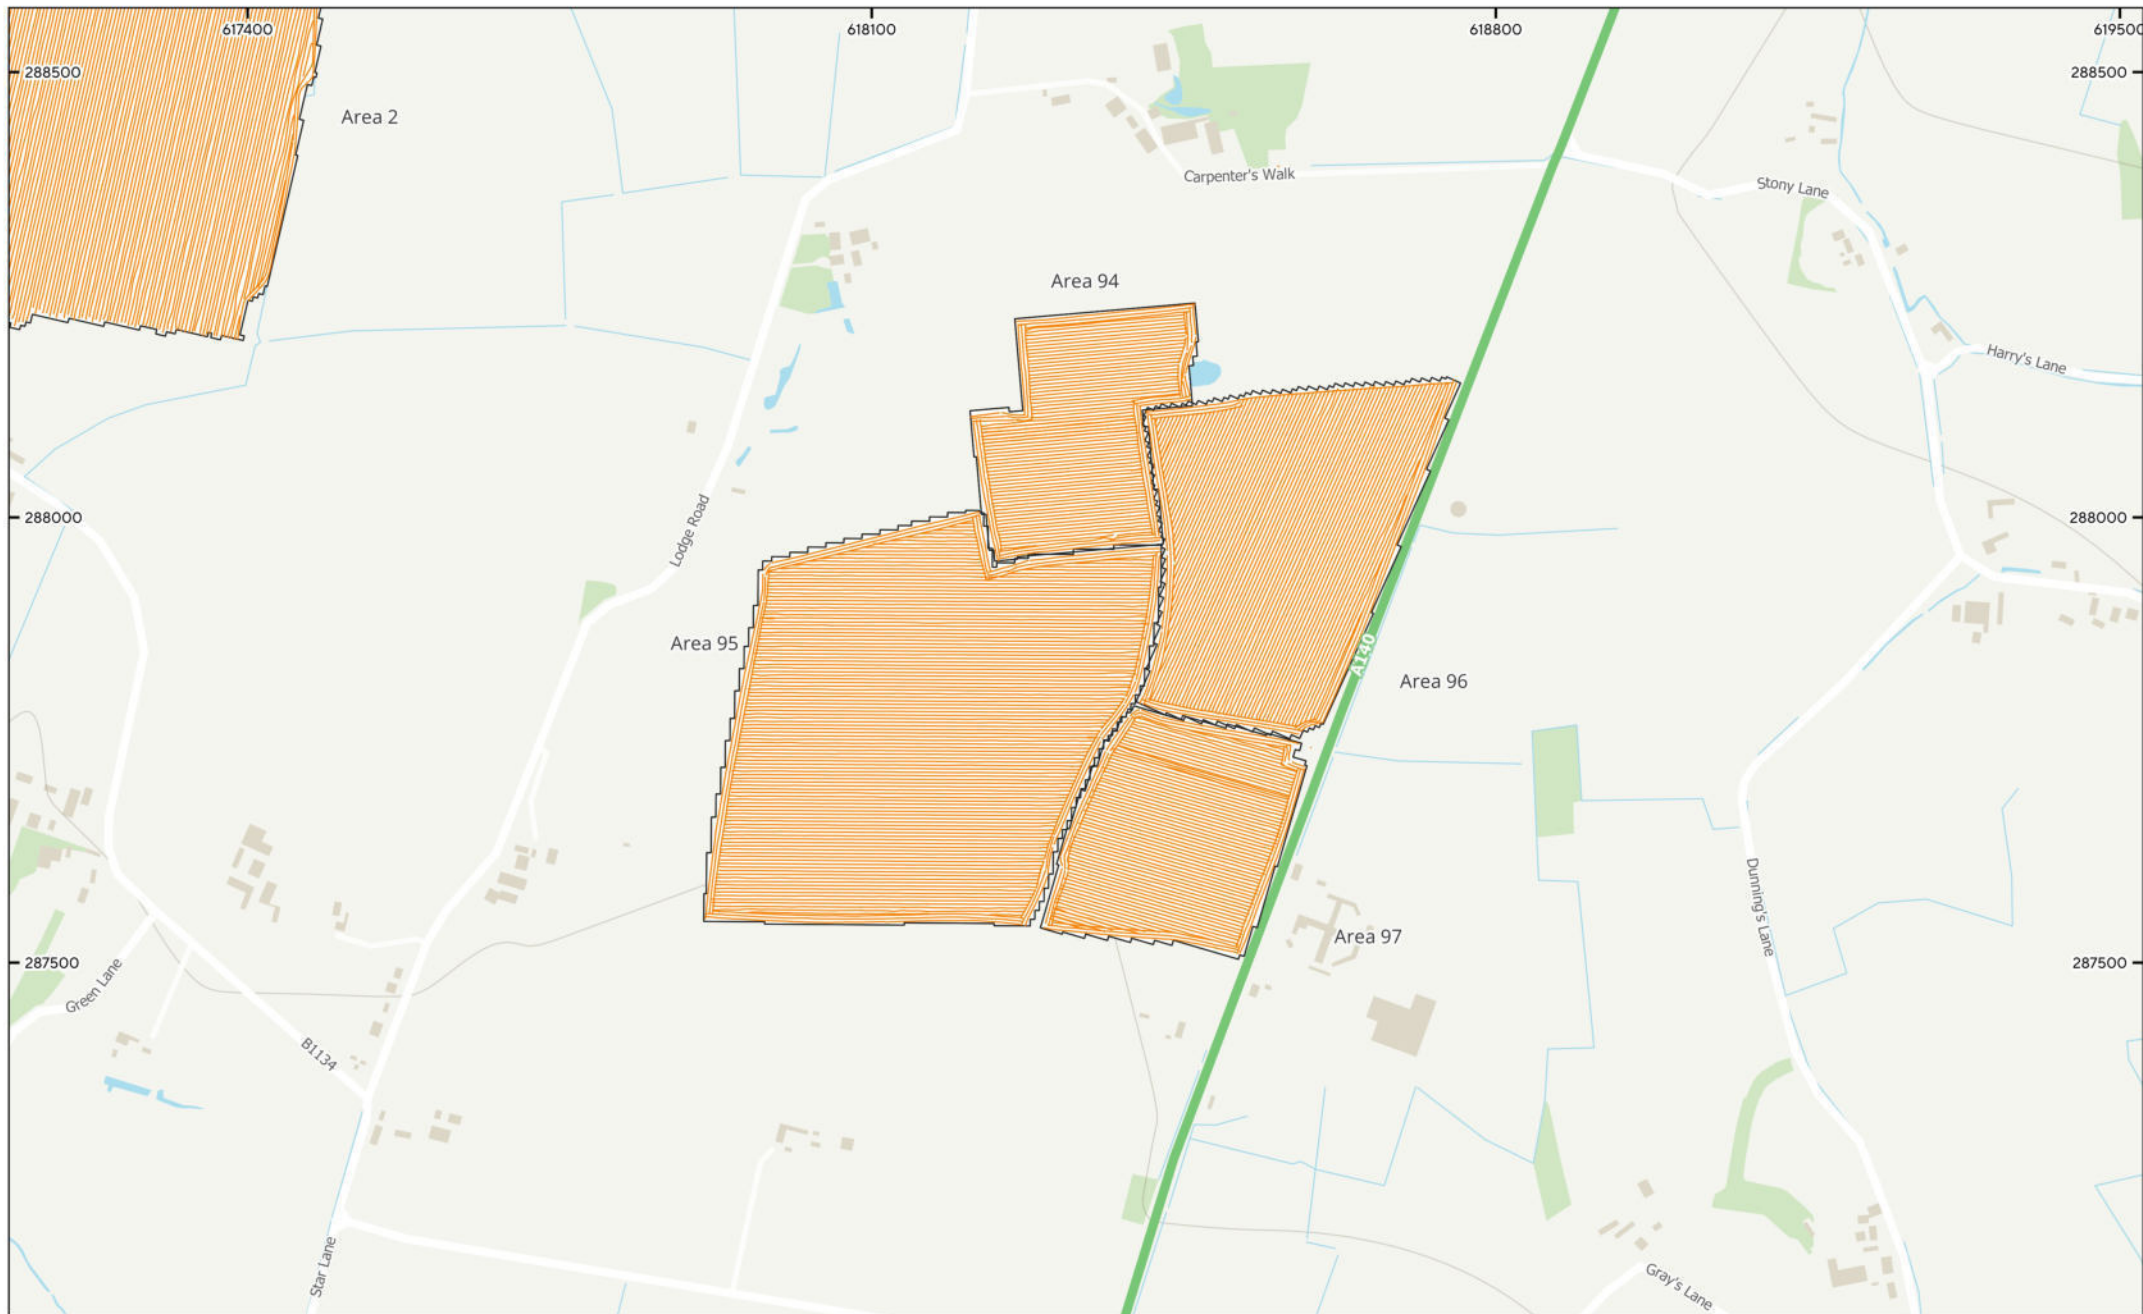 617400
618100
618800
619500
288500
288500
Area 2
Carpenter's Walk
Stony Lane
Area 94
Harry's Lane
288000
288000
Lodge Road
Area 95
A140
Area 96
Dunning's Lane
Area 97
287500
287500
Green Lane
B1134
Star Lane
Gray's Lane